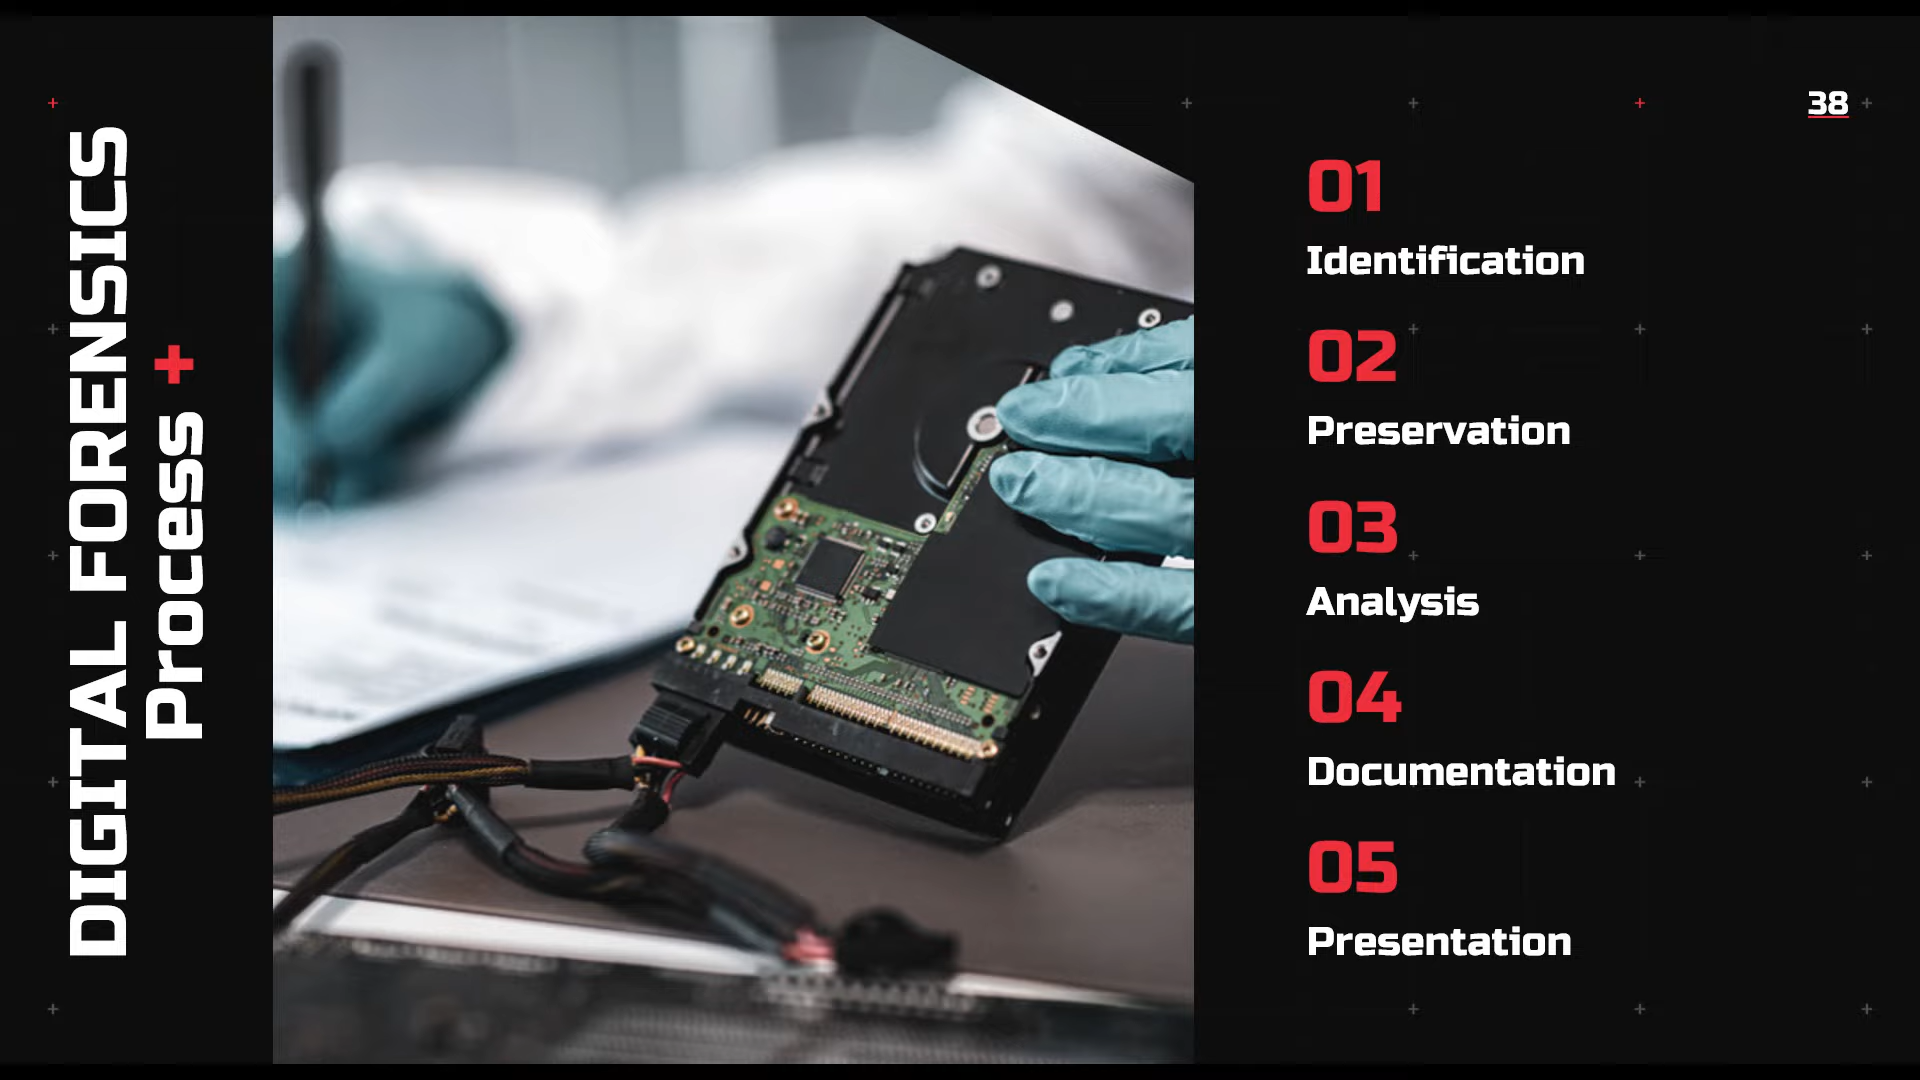 DIGITAL FORENSICS
Process +
38
01
Identification
02
Preservation
03
Analysis
04
Documentation
05
Presentation